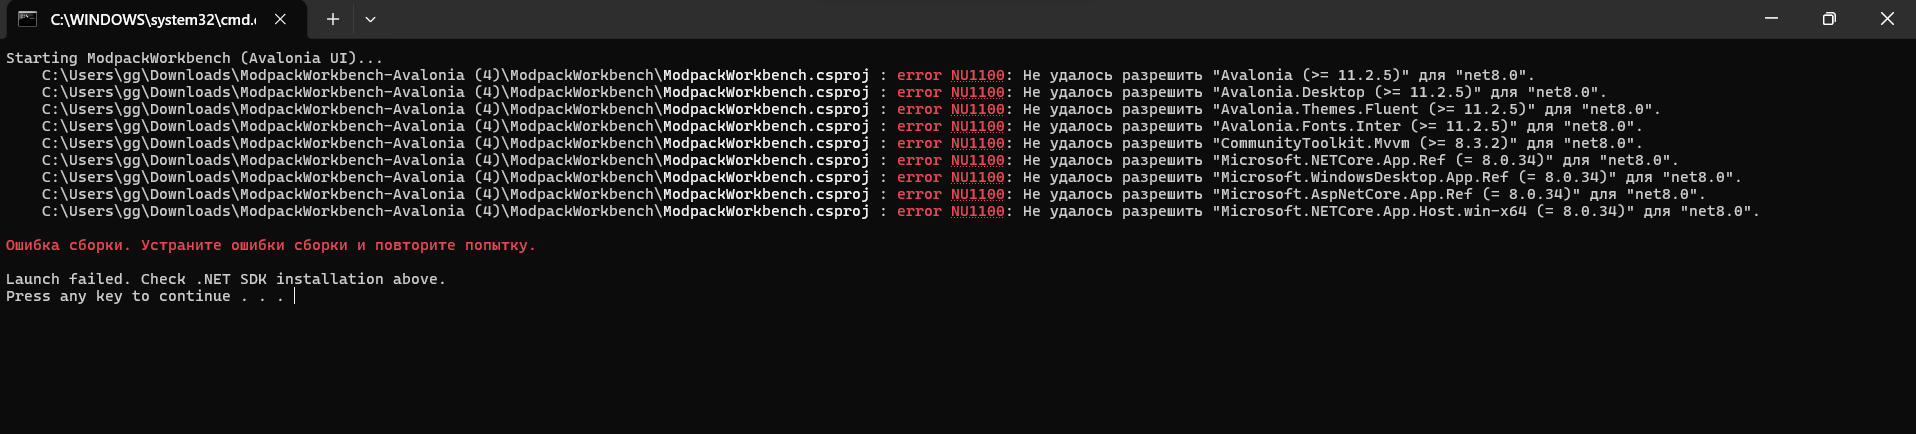 C:\WINDOWS\system32\cmd.
Starting ModpackWorkbench (Avalonia UI)...
C:\Users\gg\Downloads\ModpackWorkbench-Avalonia (4)\ModpackWorkbench\ModpackWorkbench.csproj : error NU1100: Не удалось разрешить "Avalonia (>= 11.2.5)" для "net8.0".
C:\Users\gg\Downloads\ModpackWorkbench-Avalonia (4)\ModpackWorkbench\ModpackWorkbench.csproj : error NU1100: Не удалось разрешить "Avalonia.Desktop (>= 11.2.5)" для "net8.0".
C:\Users\gg\Downloads\ModpackWorkbench-Avalonia (4)\ModpackWorkbench\ModpackWorkbench.csproj : error NU1100: Не удалось разрешить "Avalonia.Themes.Fluent (>= 11.2.5)" для "net8.0".
C:\Users\gg\Downloads\ModpackWorkbench-Avalonia (4)\ModpackWorkbench\ModpackWorkbench.csproj : error NU1100: Не удалось разрешить "Avalonia.Fonts.Inter (>= 11.2.5)" для "net8.0".
C:\Users\gg\Downloads\ModpackWorkbench-Avalonia (4)\ModpackWorkbench\ModpackWorkbench.csproj : error NU1100: Не удалось разрешить "CommunityToolkit.Mvvm (>= 8.3.2)" для "net8.0".
C:\Users\gg\Downloads\ModpackWorkbench-Avalonia (4)\ModpackWorkbench\ModpackWorkbench.csproj : error NU1100: Не удалось разрешить "Microsoft.NETCore.App.Ref (= 8.0.34)" для "net8.0".
C:\Users\gg\Downloads\ModpackWorkbench-Avalonia (4)\ModpackWorkbench\ModpackWorkbench.csproj : error NU1100: Не удалось разрешить "Microsoft.WindowsDesktop.App.Ref (= 8.0.34)" для "net8.0".
C:\Users\gg\Downloads\ModpackWorkbench-Avalonia (4)\ModpackWorkbench\ModpackWorkbench.csproj : error NU1100: Не удалось разрешить "Microsoft.AspNetCore.App.Ref (= 8.0.34)" для "net8.0".
C:\Users\gg\Downloads\ModpackWorkbench-Avalonia (4)\ModpackWorkbench\ModpackWorkbench.csproj : error NU1100: Не удалось разрешить "Microsoft.NETCore.App.Host.win-x64 (= 8.0.34)" для "net8.0".
Ошибка сборки. Устраните ошибки сборки и повторите попытку.
Launch failed. Check .NET SDK installation above.
Press any key to continue . . .